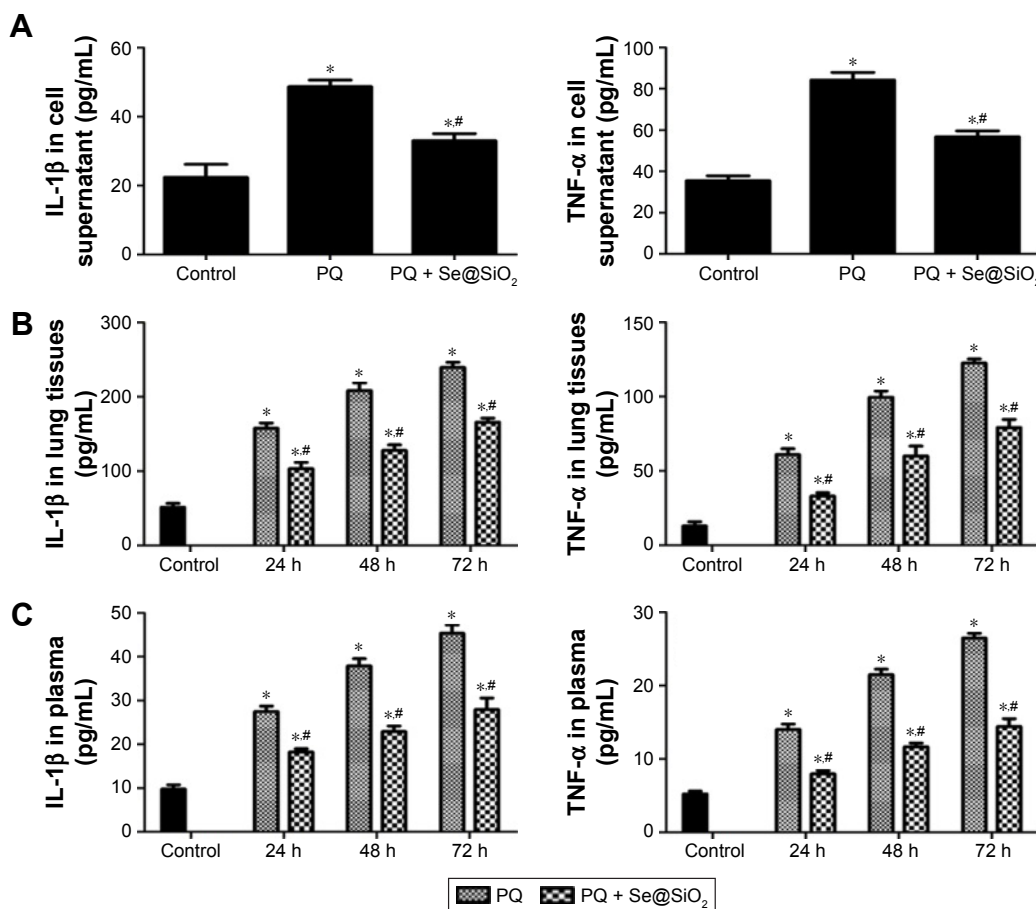 A
IL-1β in cell
supernatant (pg/mL)
60
40
20
0
*
*,#
Control
PQ
PQ + Se@SiO₂
TNF-α in cell
supernatant (pg/mL)
100
80
60
40
20
0
*
*,#
Control
PQ
PQ + Se@SiO₂
B
IL-1β in lung tissues
(pg/mL)
300
200
100
0
*
*,#
*
*,#
*
*,#
Control
24 h
48 h
72 h
TNF-α in lung tissues
(pg/mL)
150
100
50
0
*
*,#
*
*,#
*
*,#
Control
24 h
48 h
72 h
C
IL-1β in plasma
(pg/mL)
50
40
30
20
10
0
*
*,#
*
*,#
*
*,#
Control
24 h
48 h
72 h
TNF-α in plasma
(pg/mL)
30
20
10
0
*
*,#
*
*,#
*
*,#
Control
24 h
48 h
72 h
PQ
PQ + Se@SiO₂